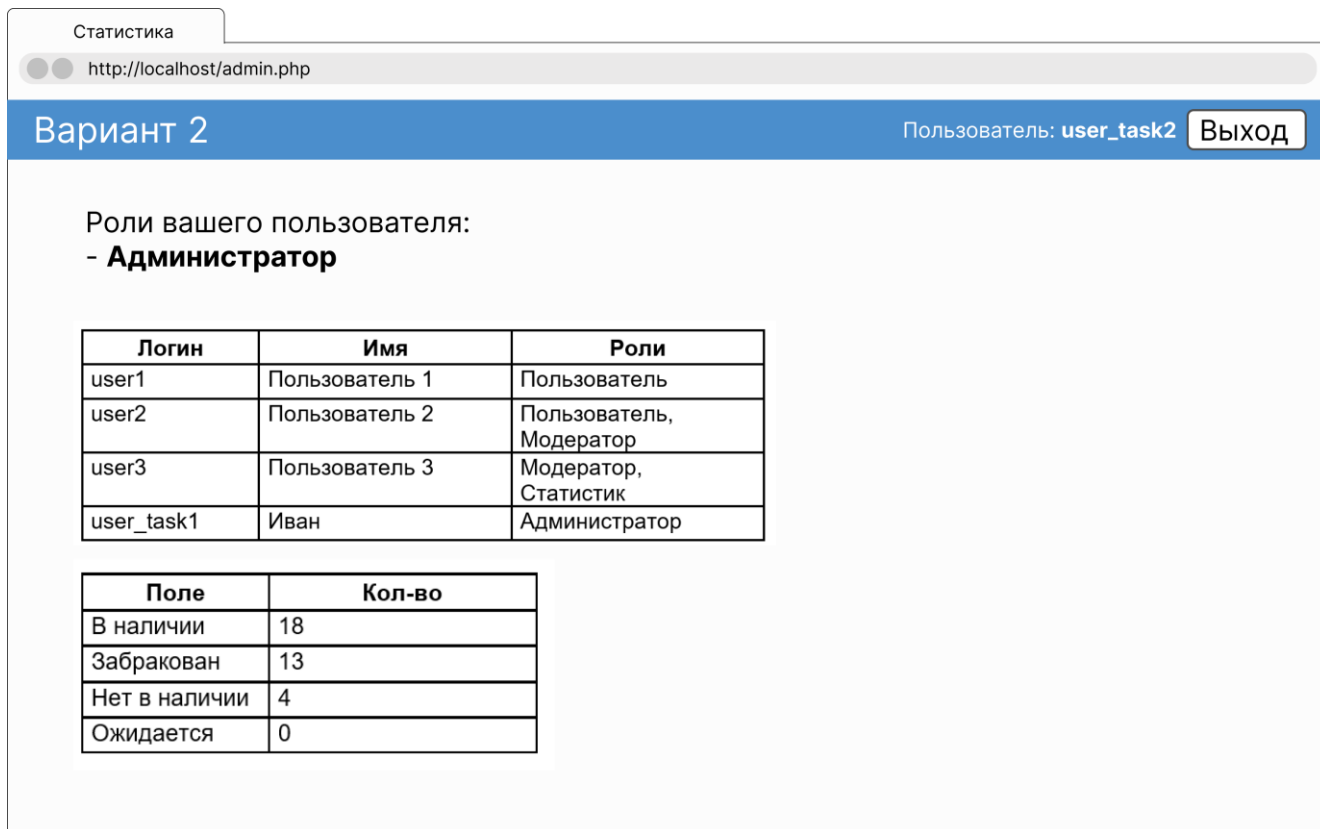 Статистика
http://localhost/admin.php
Вариант 2
Пользователь: user_task2 Выход
Роли вашего пользователя:
- Администратор
Логин Имя Роли
user1 Пользователь 1 Пользователь
user2 Пользователь 2 Пользователь,
Модератор
user3 Пользователь 3 Модератор,
Статистик
user_task1 Иван Администратор
Поле Кол-во
В наличии 18
Забракован 13
Нет в наличии 4
Ожидается 0